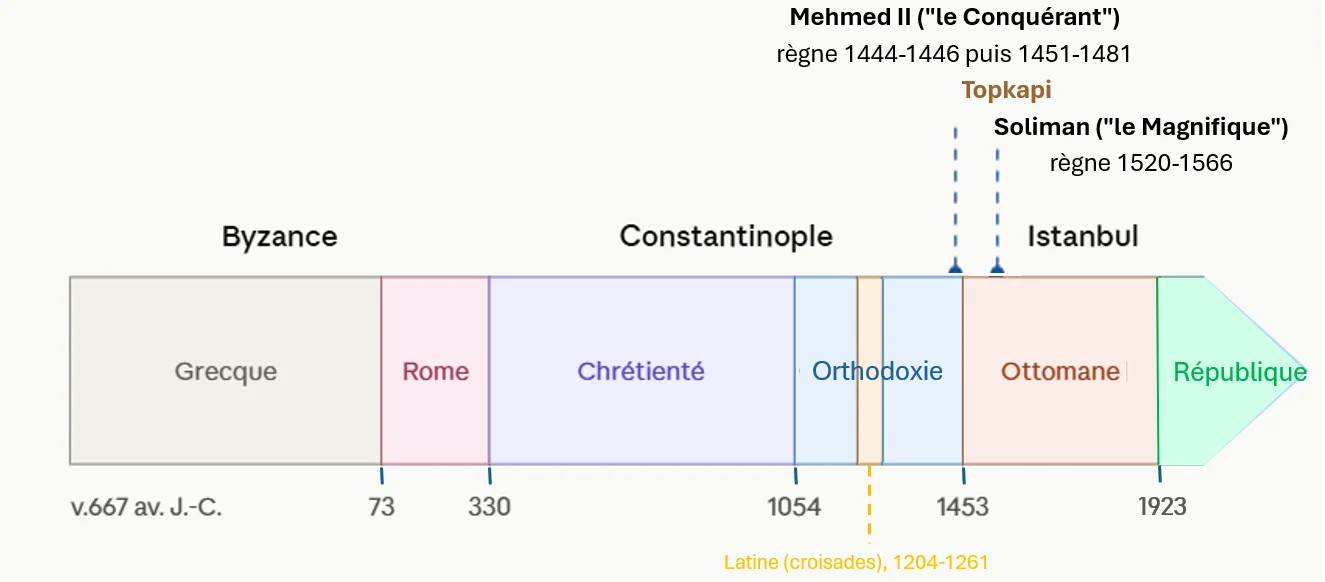 Mehmed II ("le Conquérant")
règne 1444-1446 puis 1451-1481
Topkapi
Soliman ("le Magnifique")
règne 1520-1566
Byzance
Constantinople
Istanbul
Grecque
Rome
Chrétienté
Orthodoxie
Ottomane
République
v.667 av. J.-C.
73
330
1054
1453
1923
Latine (croisades), 1204-1261